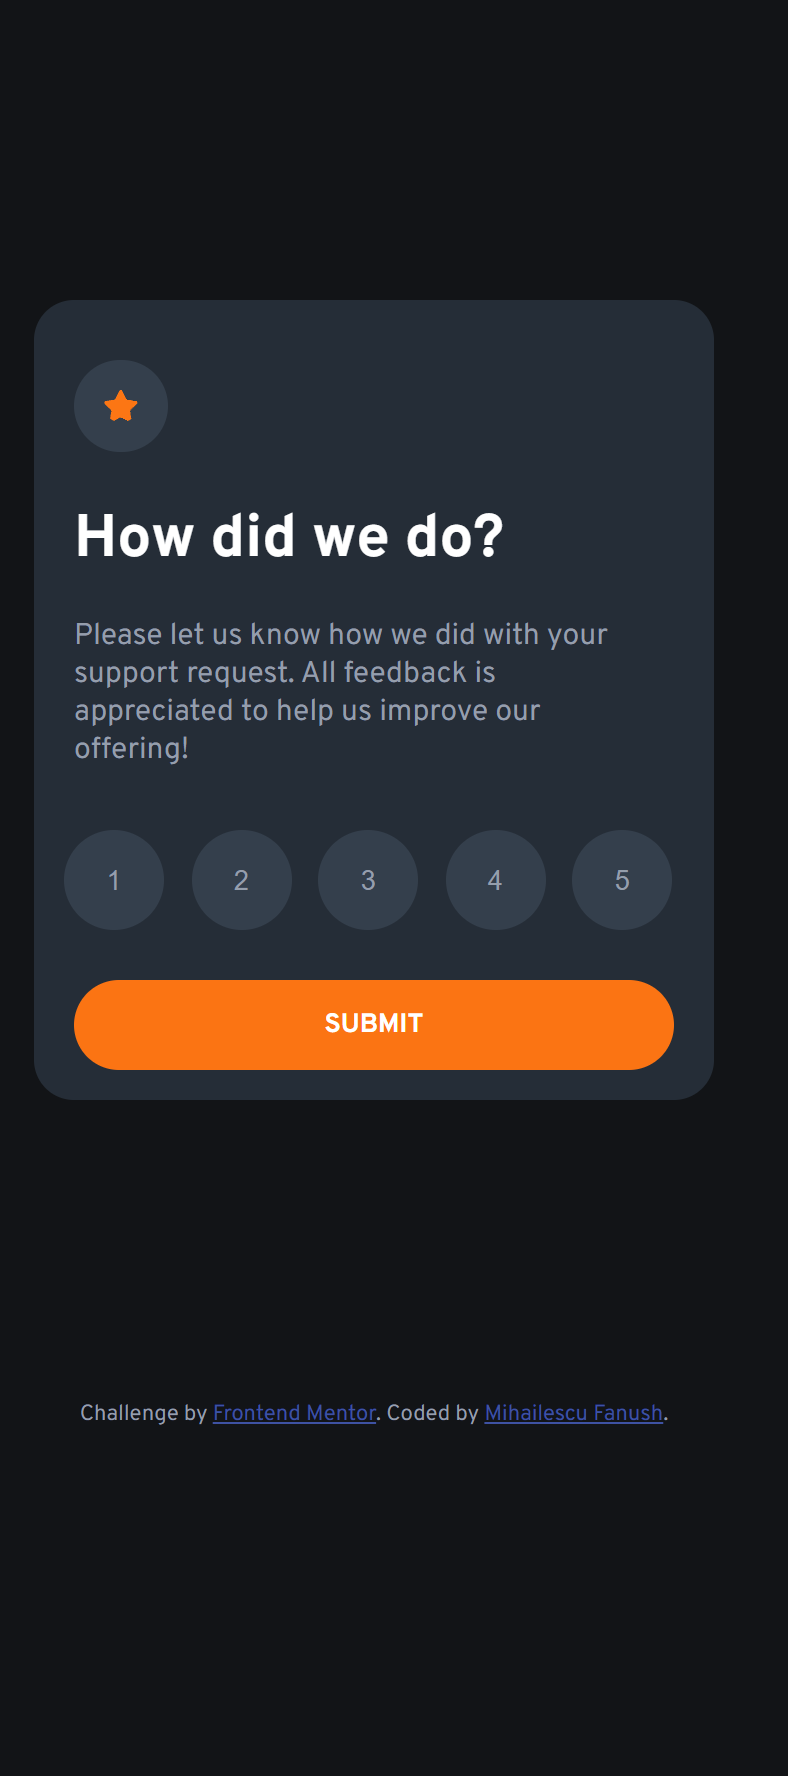 How did we do?
Please let us know how we did with your
support request. All feedback is
appreciated to help us improve our
offering!
1 2 3 4 5
SUBMIT
Challenge by Frontend Mentor. Coded by Mihailescu Fanush.